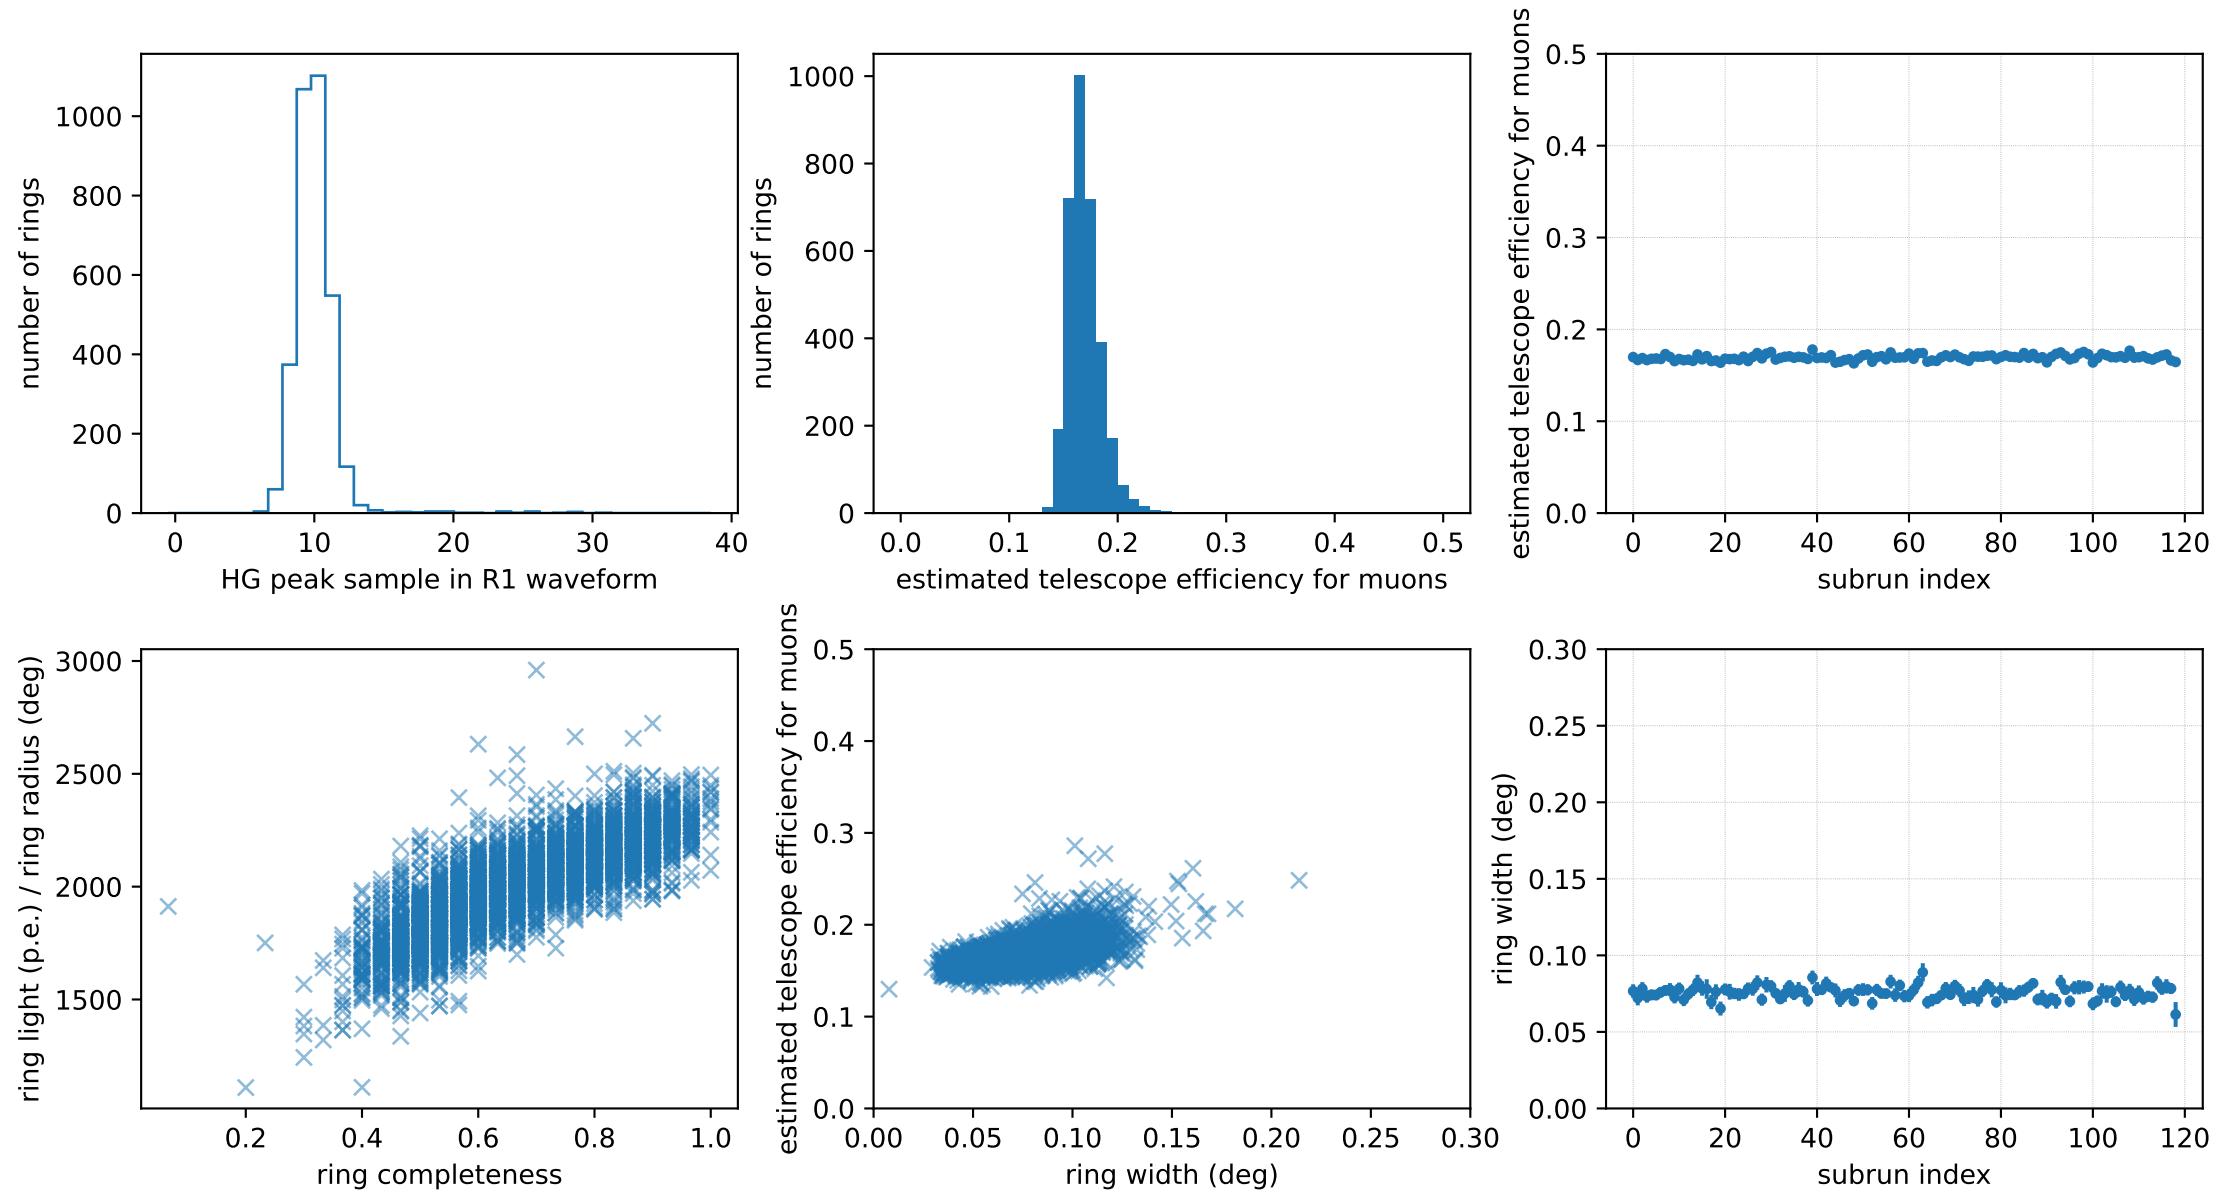 1000
800
600
400
200
0
number of rings
0 10 20 30 40
HG peak sample in R1 waveform
1000
800
600
400
200
0
number of rings
0.0 0.1 0.2 0.3 0.4 0.5
estimated telescope efficiency for muons
0.5
0.4
0.3
0.2
0.1
0.0
estimated telescope efficiency for muons
0 20 40 60 80 100 120
subrun index
3000
2500
2000
1500
ring light (p.e.) / ring radius (deg)
0.2 0.4 0.6 0.8 1.0
ring completeness
0.5
0.4
0.3
0.2
0.1
0.0
estimated telescope efficiency for muons
0.00 0.05 0.10 0.15 0.20 0.25 0.30
ring width (deg)
0.30
0.25
0.20
0.15
0.10
0.05
0.00
ring width (deg)
0 20 40 60 80 100 120
subrun index